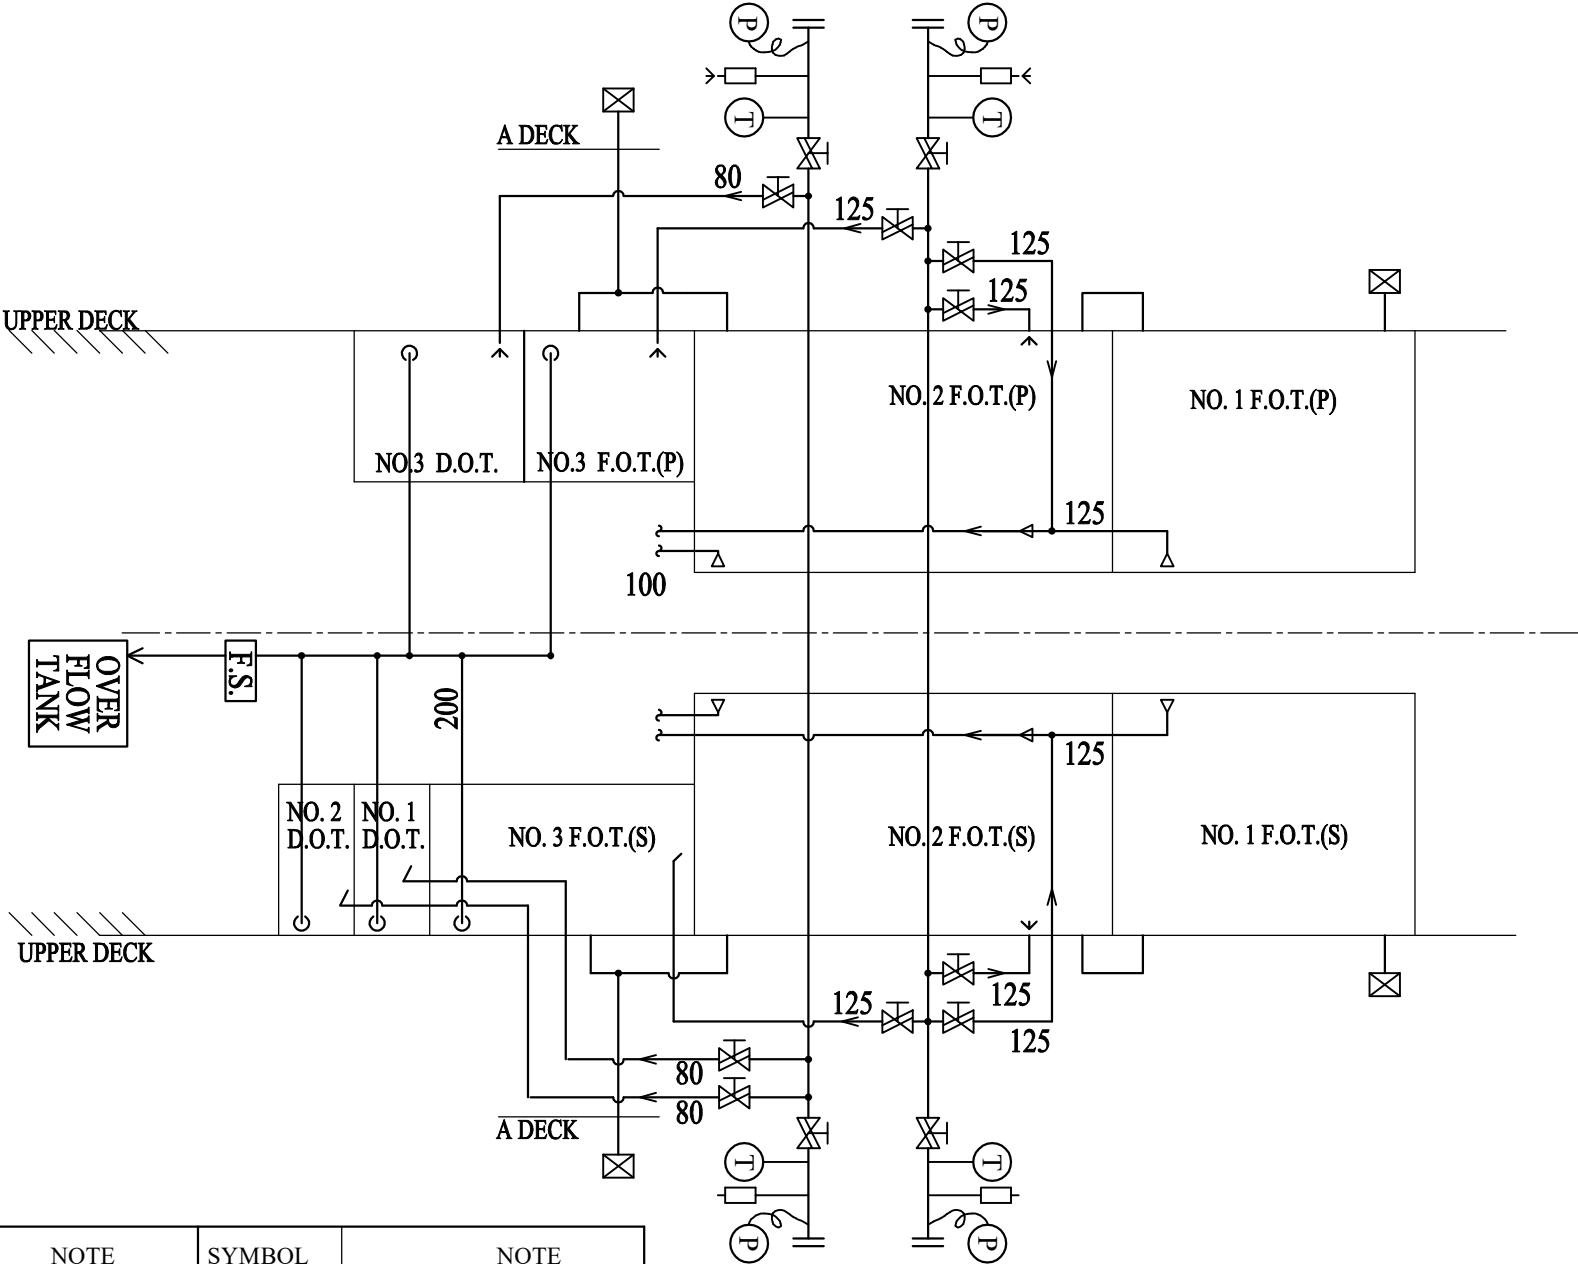 P
P
T
T
A DECK
80
125
125
125
UPPER DECK
NO. 2 F.O.T.(P)
NO. 1 F.O.T.(P)
NO.3 D.O.T.
NO.3 F.O.T.(P)
125
100
OVER
FLOW
TANK
F.S.
200
125
NO. 2
D.O.T.
NO. 1
D.O.T.
NO. 3 F.O.T.(S)
NO. 2 F.O.T.(S)
NO. 1 F.O.T.(S)
UPPER DECK
125
125
125
80
80
A DECK
T
T
P
P
NOTE
SYMBOL
NOTE